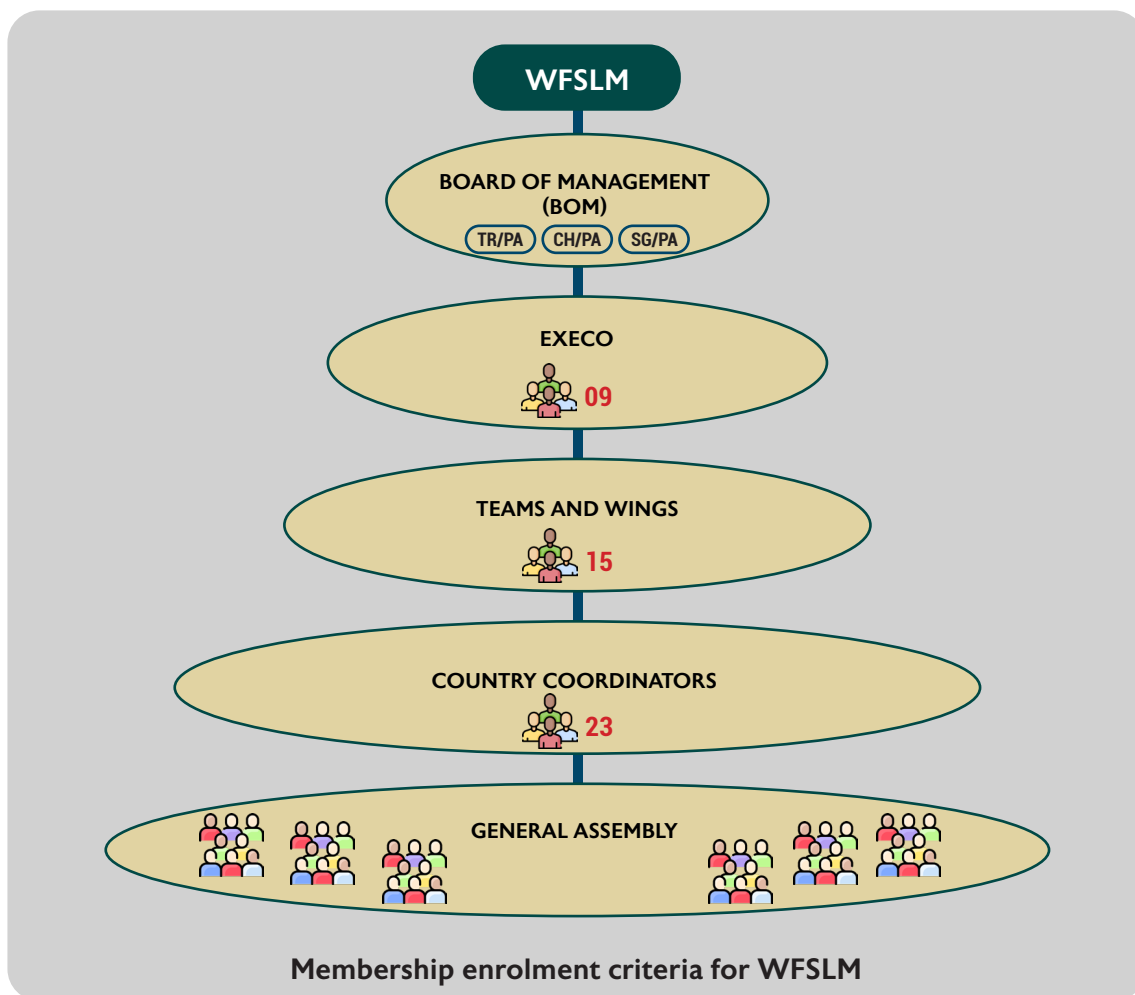 WFSLM
BOARD OF MANAGEMENT
(BOM)
TR/PA CH/PA SG/PA
EXECO
09
TEAMS AND WINGS
15
COUNTRY COORDINATORS
23
GENERAL ASSEMBLY
Membership enrolment criteria for WFSLM